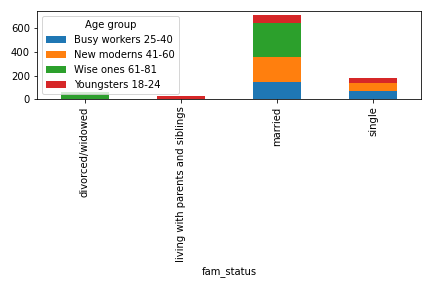 600
400
200
0
Age group
Busy workers 25-40
New moderns 41-60
Wise ones 61-81
Youngsters 18-24
divorced/widowed
living with parents and siblings
married
single
fam_status